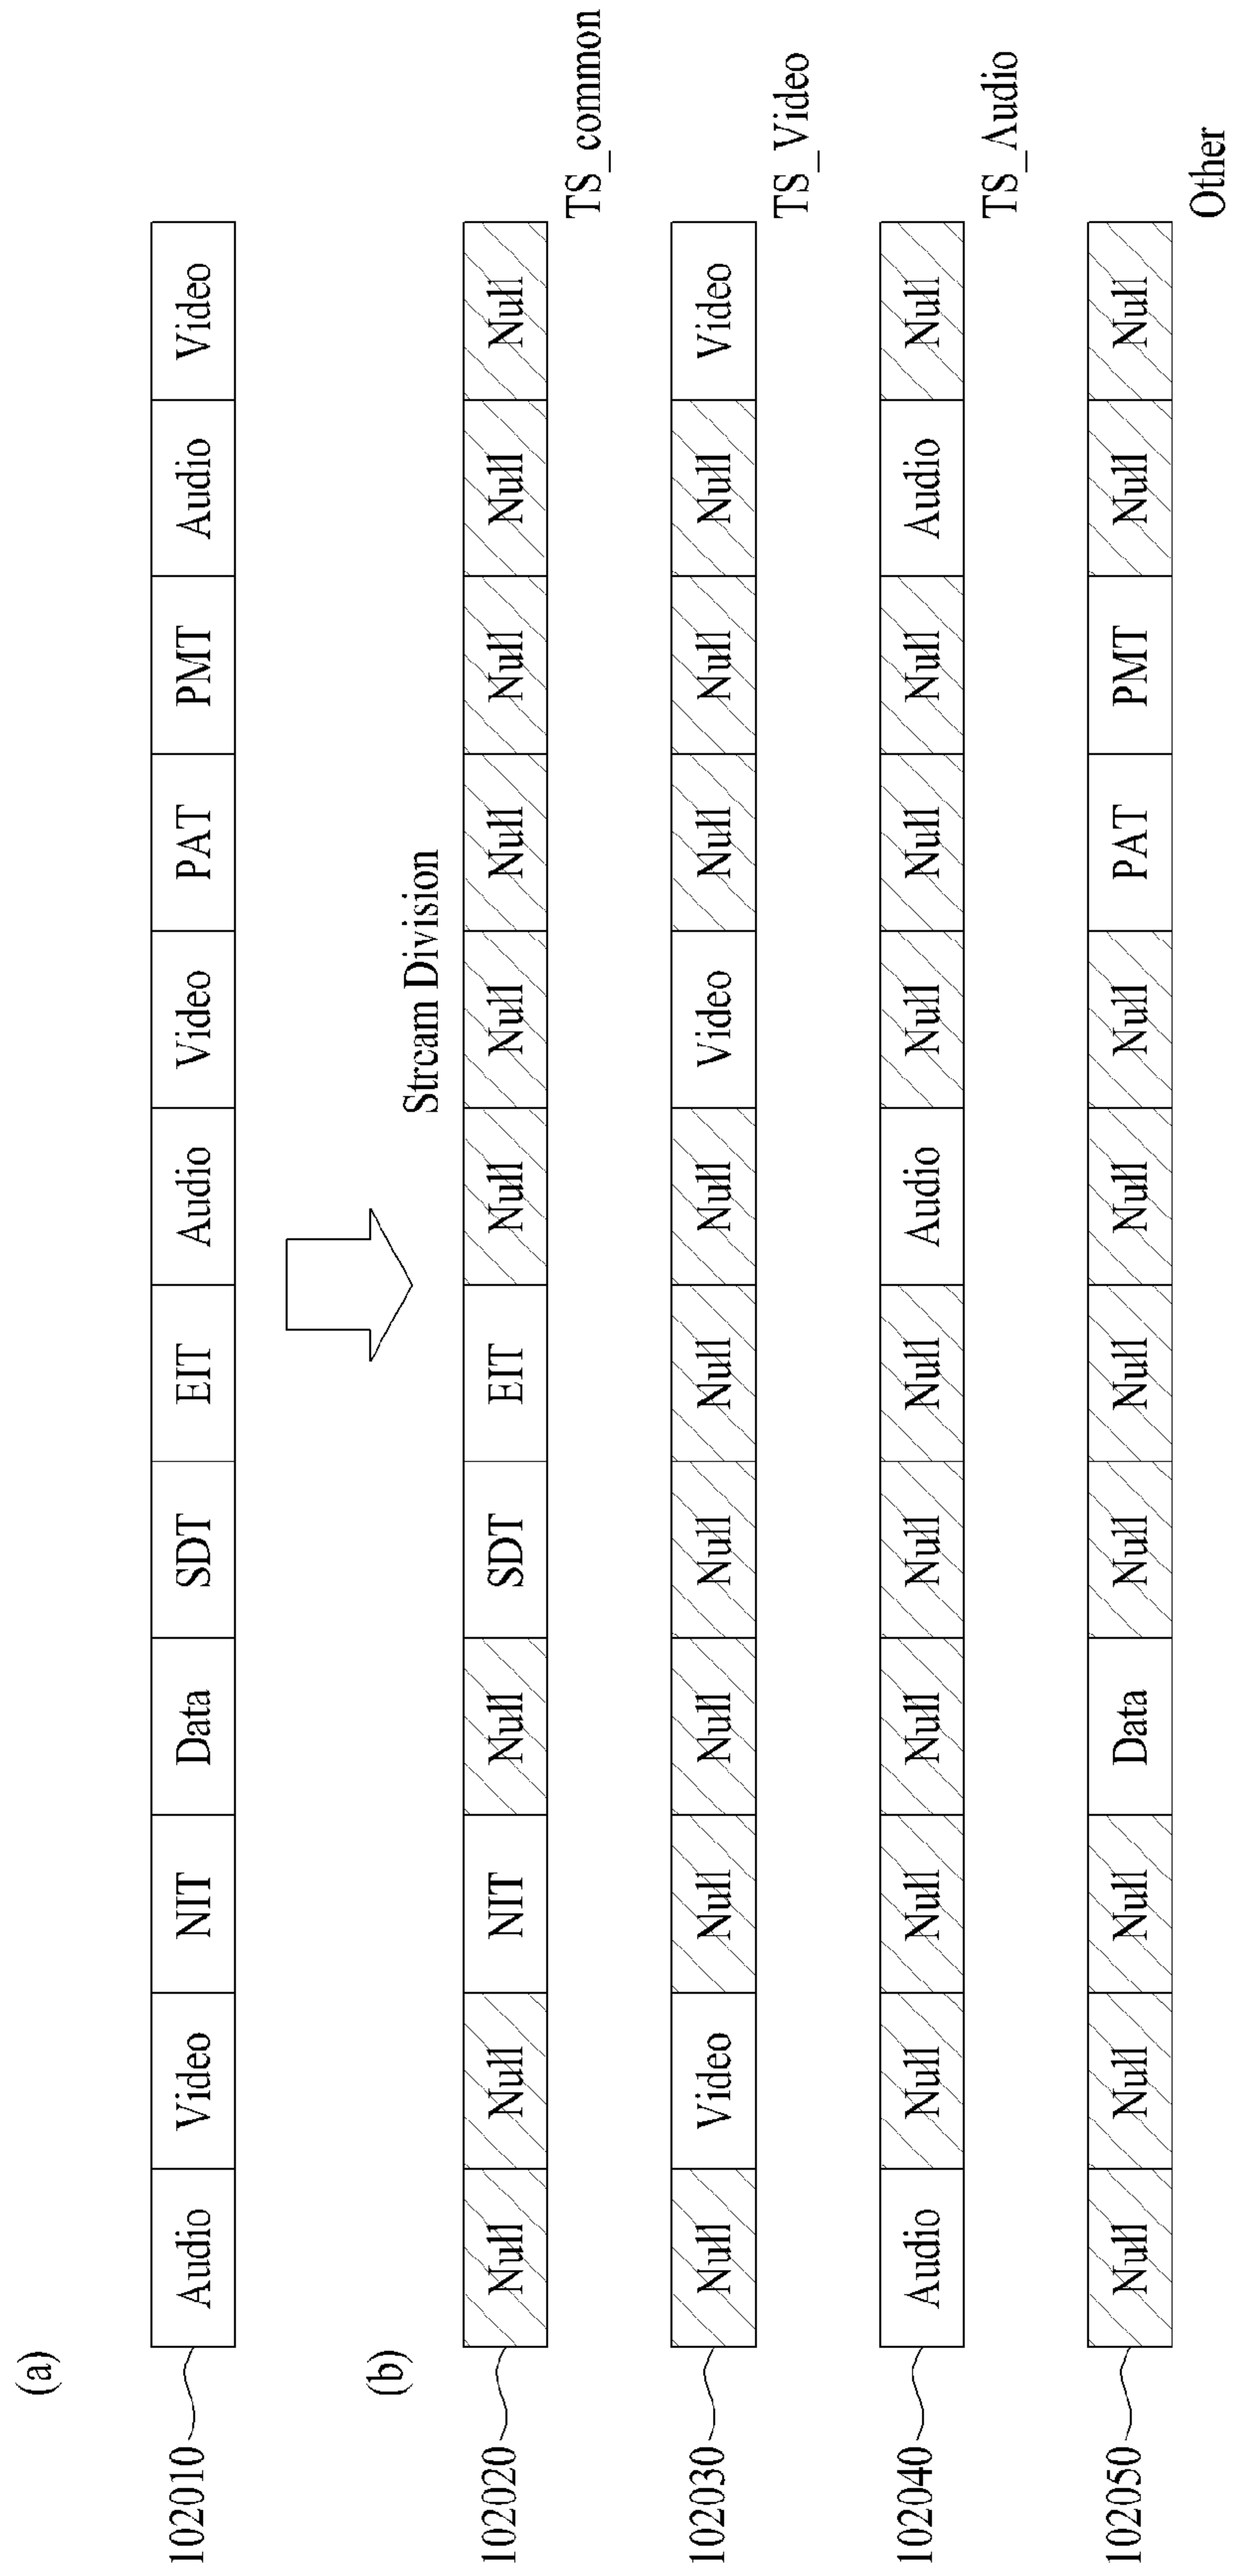 (a)
102010 Audio Video NIT Data SDT EIT Audio Video PAT PMT Audio Video
Stream Division
(b)
102020 Null Null NIT Null SDT EIT Null Null Null Null Null Null
TS_common
102030 Null Video Null Null Null Null Null Video Null Null Null Video
TS_Video
102040 Audio Null Null Null Null Null Audio Null Null Null Audio Null
TS_Audio
102050 Null Null Null Data Null Null Null Null PAT PMT Null Null
Other